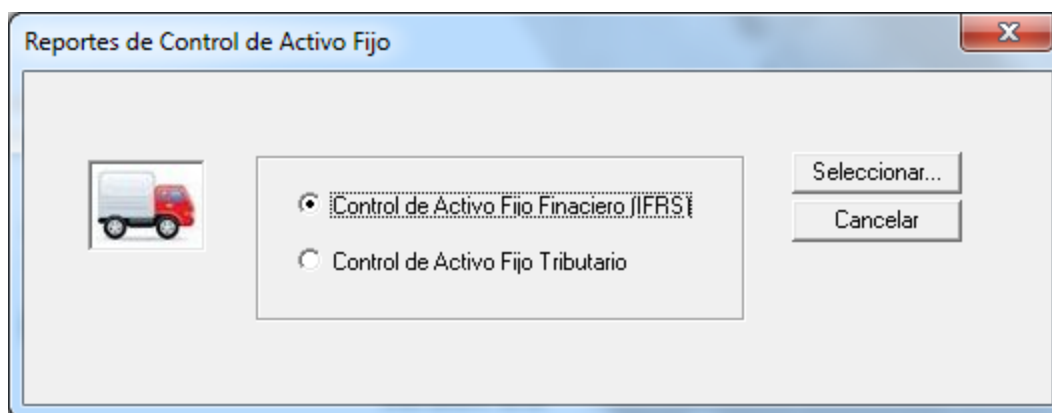 Reportes de Control de Activo Fijo
Control de Activo Fijo Finaciero (IFRS)
Seleccionar...
Control de Activo Fijo Tributario
Cancelar